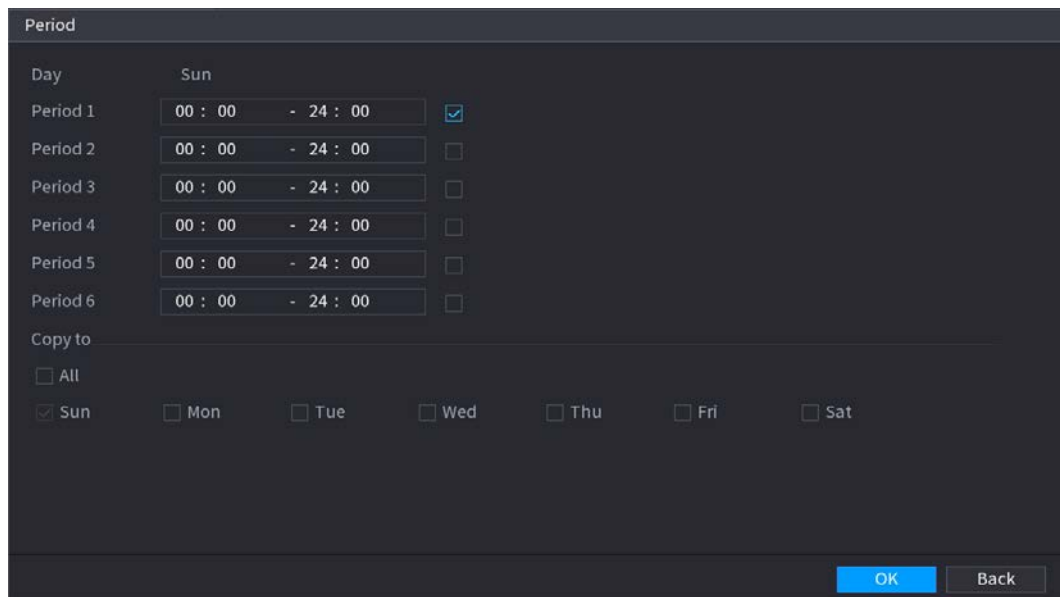 Period
Day Sun
Period 1 00 : 00 - 24 : 00
Period 2 00 : 00 - 24 : 00
Period 3 00 : 00 - 24 : 00
Period 4 00 : 00 - 24 : 00
Period 5 00 : 00 - 24 : 00
Period 6 00 : 00 - 24 : 00
Copy to
All
Sun Mon Tue Wed Thu Fri Sat
OK Back